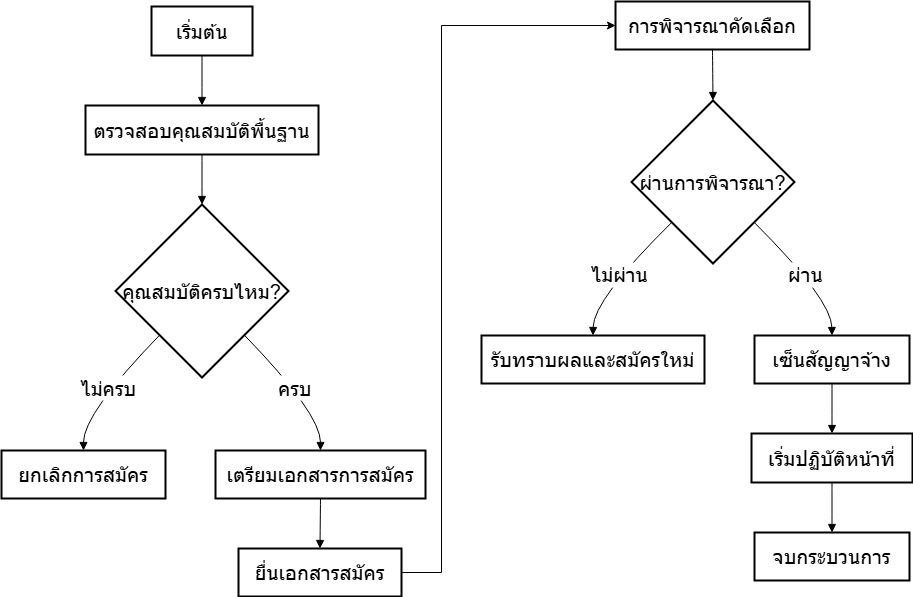 เริ่มต้น
ตรวจสอบคุณสมบัติพื้นฐาน
คุณสมบัติครบไหม?
ไม่ครบ
ครบ
ยกเลิกการสมัคร
เตรียมเอกสารการสมัคร
ยื่นเอกสารสมัคร
การพิจารณาคัดเลือก
ผ่านการพิจารณา?
ไม่ผ่าน
ผ่าน
รับทราบผลและสมัครใหม่
เซ็นสัญญาจ้าง
เริ่มปฏิบัติหน้าที่
จบกระบวนการ